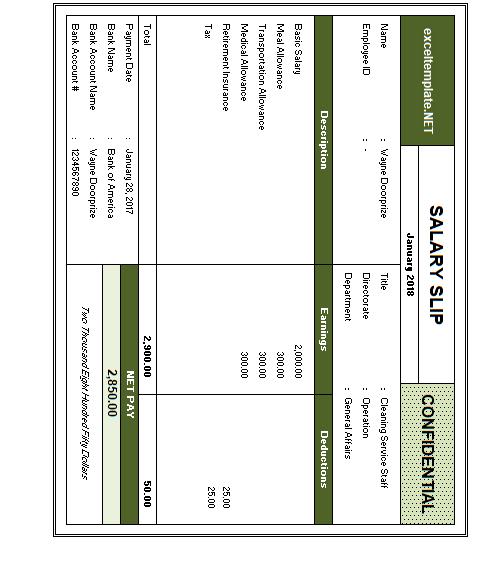 exceltemplate.NET SALARY SLIP CONFIDENTIAL
January 2018
Name : Wayne Doorprize Title : Cleaning Service Staff
Employee ID : - Directorate : Operation
Department : General Affairs
Description Earnings Deductions
Basic Salary 2,000.00
Meal Allowance 300.00
Transportation Allowance 300.00
Medical Allowance 300.00
Retirement Insurance 25.00
Tax 25.00
Total 2,900.00 50.00
Payment Date : January 28, 2017 NET PAY
Bank Name : Bank of America 2,850.00
Bank Account Name : Wayne Doorprize Two Thousand Eight Hundred Fifty Dollars
Bank Account # : 1234567890